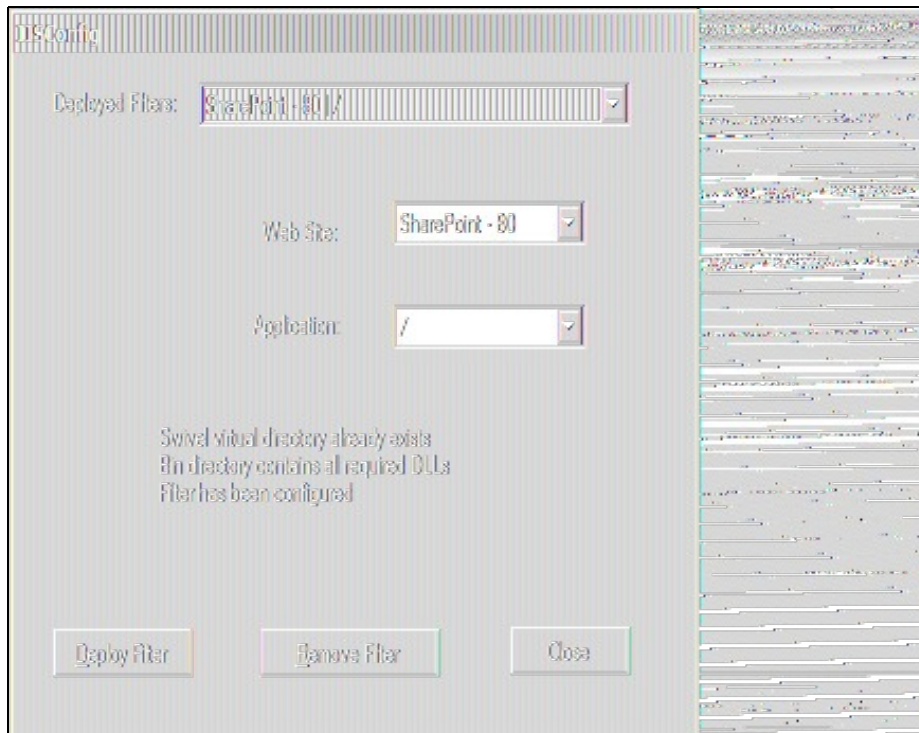 IISConfig
Deployed Filters: SharePoint - 80 | /
Web Site: SharePoint - 80
Application: /
Swivel virtual directory already exists
Bin directory contains all required DLLs
Filter has been configured
Deploy Filter Remove Filter Close